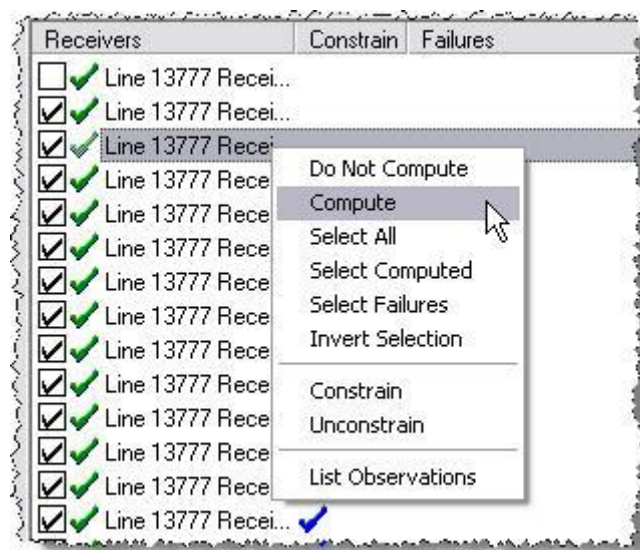 Receivers Constrain Failures
Line 13777 Recei...
Line 13777 Recei...
Line 13777 Recei
Line 13777 Rece
Line 13777 Rece
Line 13777 Rece
Line 13777 Rece
Line 13777 Rece
Line 13777 Rece
Line 13777 Rece
Line 13777 Rece
Line 13777 Rece
Line 13777 Rece
Line 13777 Recei...
Do Not Compute
Compute
Select All
Select Computed
Select Failures
Invert Selection
Constrain
Unconstrain
List Observations